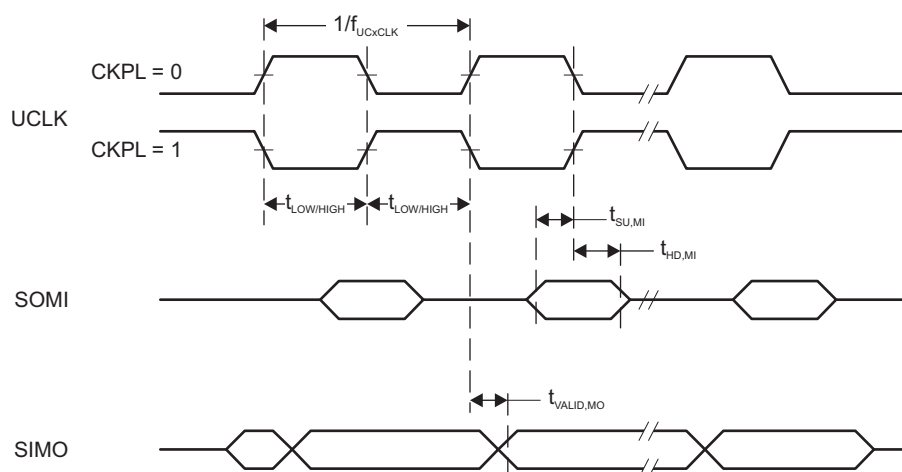 1/fUCxCLK
CKPL = 0
UCLK
CKPL = 1
tLOW/HIGH tLOW/HIGH
tSU,MI
tHD,MI
SOMI
tVALID,MO
SIMO